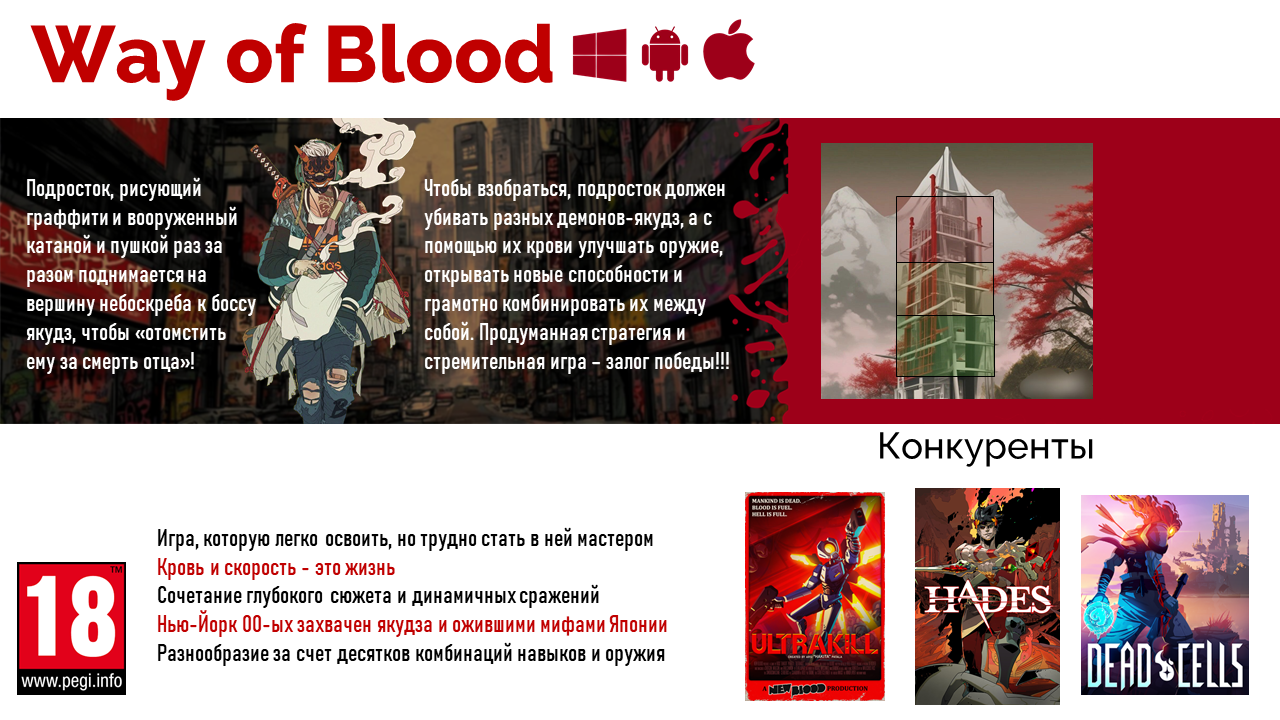 Way of Blood
Подросток, рисующий
граффити и вооруженный
катаной и пушкой раз за
разом поднимается на
вершину небоскреба к боссу
якудз, чтобы «отомстить
ему за смерть отца»!
Чтобы взобраться, подросток должен
убивать разных демонов-якудз, а с
помощью их крови улучшать оружие,
открывать новые способности и
грамотно комбинировать их между
собой. Продуманная стратегия и
стремительная игра – залог победы!!!
Конкуренты
Игра, которую легко освоить, но трудно стать в ней мастером
Кровь и скорость - это жизнь
Сочетание глубокого сюжета и динамичных сражений
Нью-Йорк 00-ых захвачен якудза и ожившими мифами Японии
Разнообразие за счет десятков комбинаций навыков и оружия
18™
www.pegi.info
MANKIND IS DEAD.
BLOOD IS FUEL.
HELL IS FULL.
ULTRAKILL
A NEW BLOOD PRODUCTION
HADES
DEAD CELLS